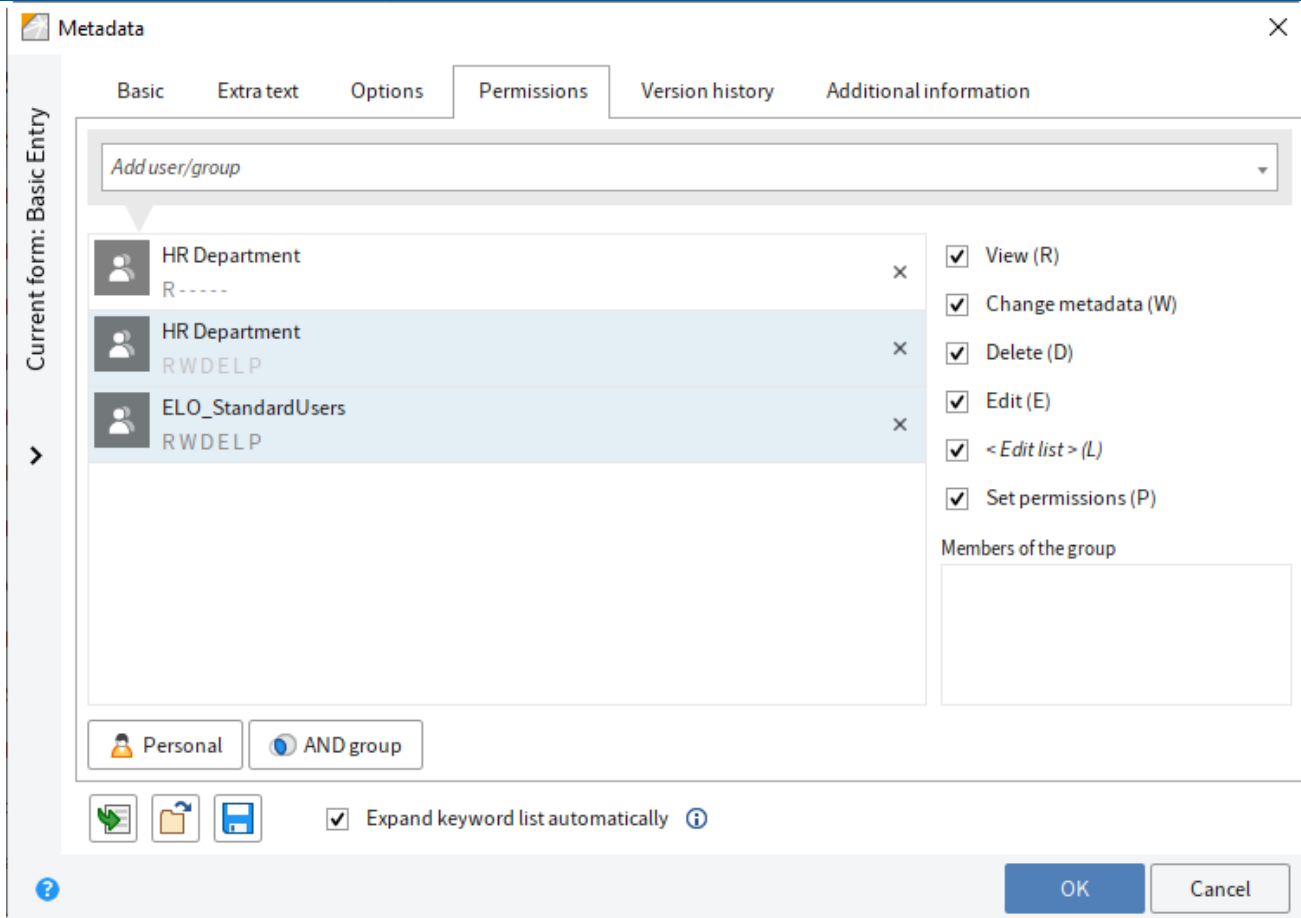 Metadata
Current form: Basic Entry
Basic Extra text Options Permissions Version history Additional information
Add user/group
HR Department
R - - - - -
HR Department
R W D E L P
ELO_StandardUsers
R W D E L P
View (R)
Change metadata (W)
Delete (D)
Edit (E)
< Edit list > (L)
Set permissions (P)
Members of the group
Personal AND group
Expand keyword list automatically
OK Cancel